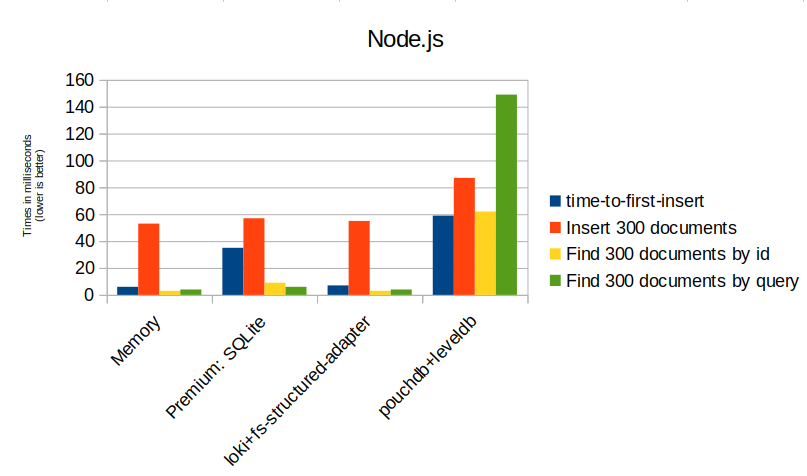 Node.js
Times in milliseconds
(lower is better)
160
140
120
100
80
60
40
20
0
Memory
Premium: SQLite
loki+fs-structured-adapter
pouchdb+leveldb
time-to-first-insert
Insert 300 documents
Find 300 documents by id
Find 300 documents by query